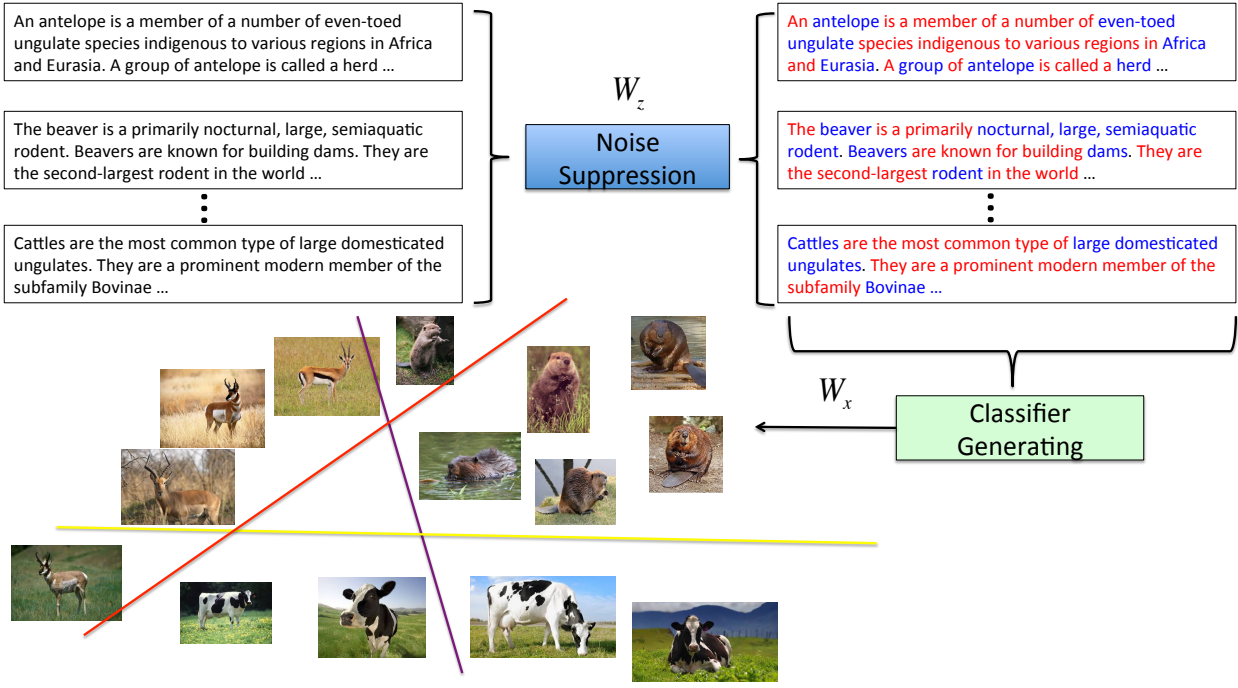 An antelope is a member of a number of even-toed
ungulate species indigenous to various regions in Africa
and Eurasia. A group of antelope is called a herd ...
The beaver is a primarily nocturnal, large, semiaquatic
rodent. Beavers are known for building dams. They are
the second-largest rodent in the world ...
Cattles are the most common type of large domesticated
ungulates. They are a prominent modern member of the
subfamily Bovinae ...
W_z
Noise
Suppression
An antelope is a member of a number of even-toed
ungulate species indigenous to various regions in Africa
and Eurasia. A group of antelope is called a herd ...
The beaver is a primarily nocturnal, large, semiaquatic
rodent. Beavers are known for building dams. They are
the second-largest rodent in the world ...
Cattles are the most common type of large domesticated
ungulates. They are a prominent modern member of the
subfamily Bovinae ...
W_x
Classifier
Generating